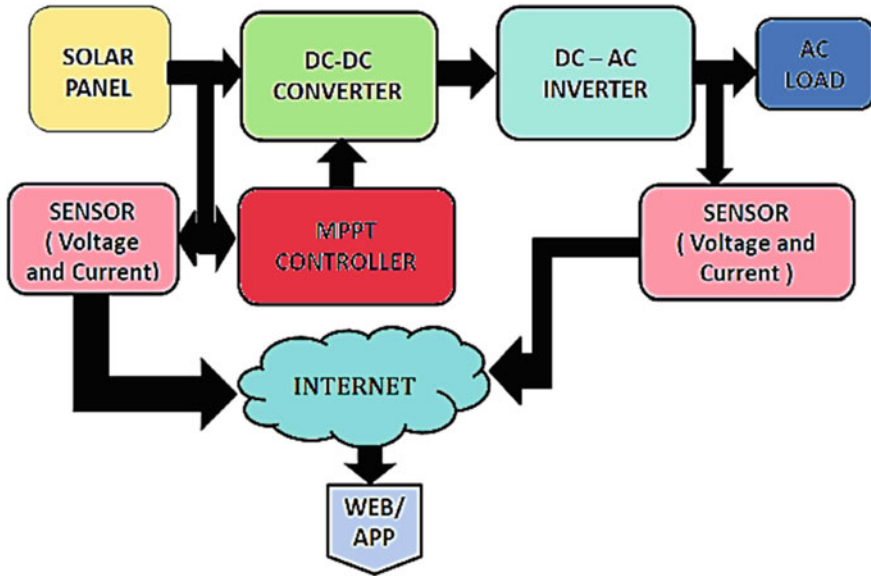 SOLAR
PANEL
DC-DC
CONVERTER
DC – AC
INVERTER
AC
LOAD
SENSOR
( Voltage
and Current)
MPPT
CONTROLLER
SENSOR
( Voltage and
Current )
INTERNET
WEB/
APP